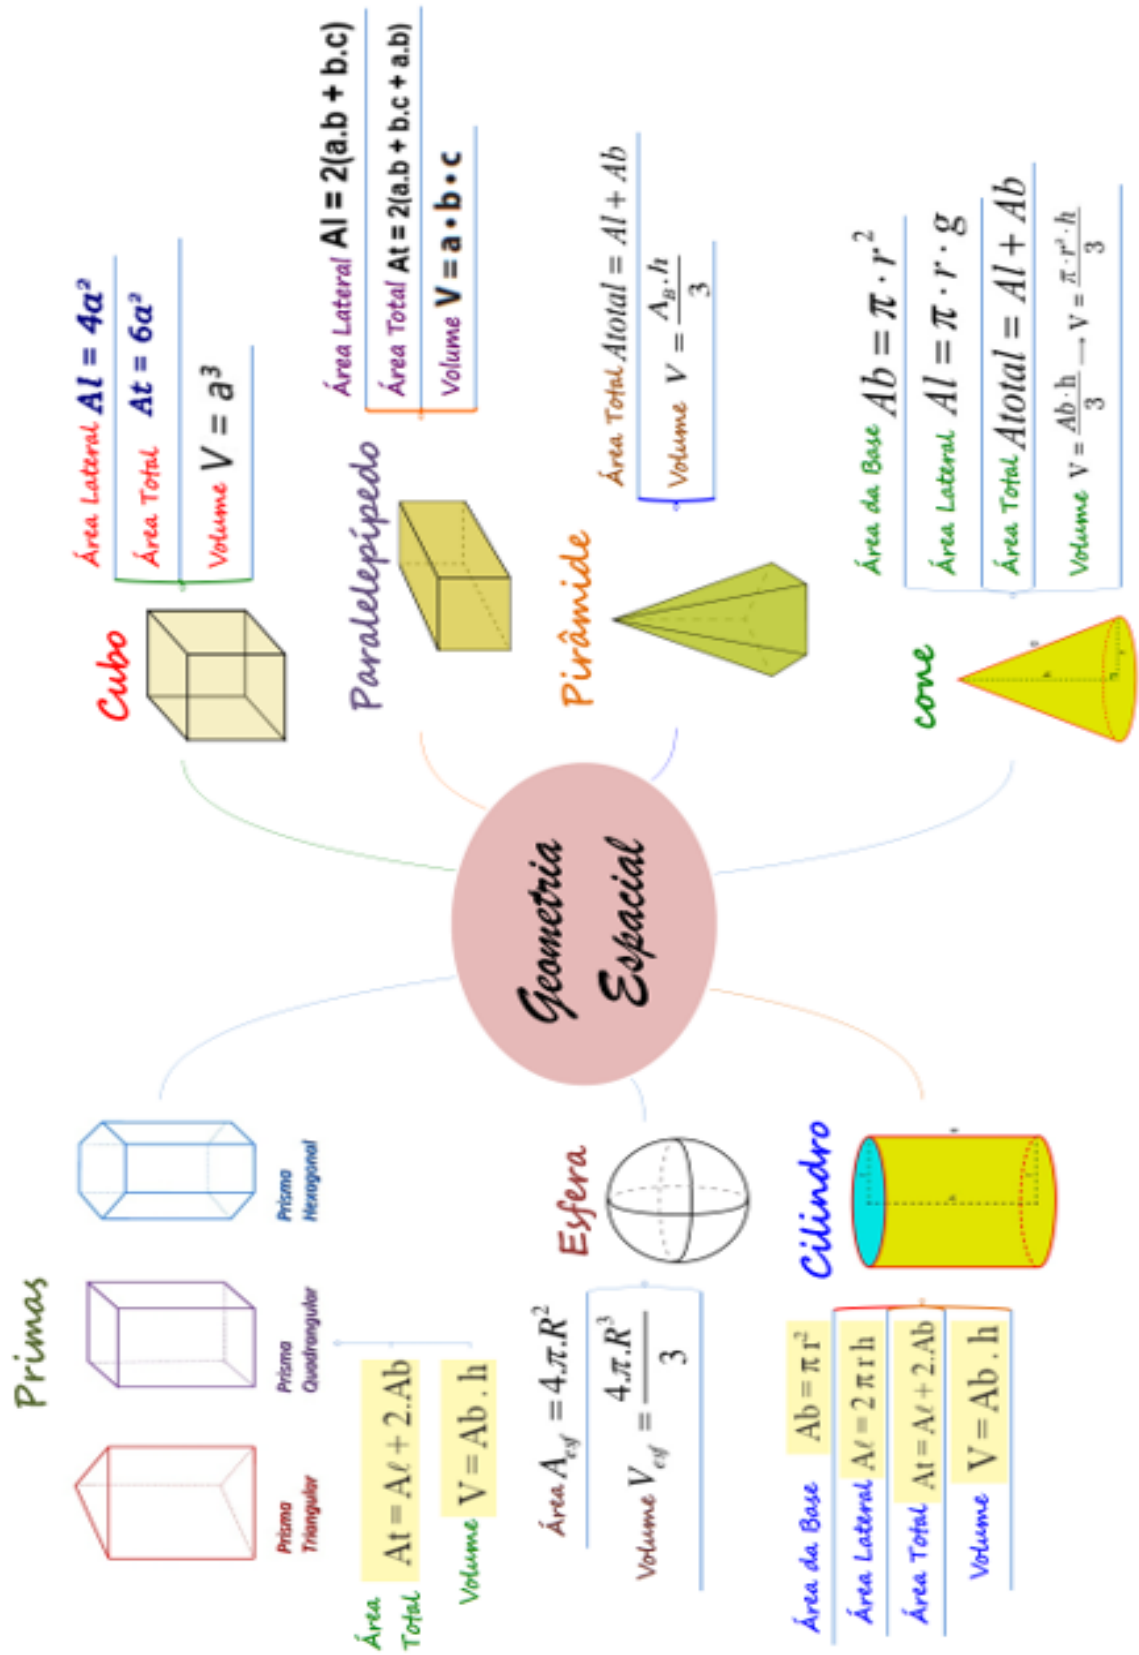 Geometria
Espacial
Primas
Prisma
Triangular
Prisma
Quadrangular
Prisma
Hexagonal
Área
Total
At = Aℓ + 2.Ab
Volume V = Ab . h
Esfera
Área A_esf = 4.π.R²
Volume V_esf = 4.π.R³ / 3
Cilindro
Área da Base Ab = π r²
Área Lateral Aℓ = 2 π r h
Área Total At = Aℓ + 2.Ab
Volume V = Ab . h
Cubo
Área Lateral Al = 4a²
Área Total At = 6a²
Volume V = a³
Paralelepípedo
Área Lateral Al = 2(a.b + b.c)
Área Total At = 2(a.b + b.c + a.b)
Volume V = a•b•c
Pirâmide
Área Total Atotal = Al + Ab
Volume V = A_B·h / 3
cone
Área da Base Ab = π · r²
Área Lateral Al = π · r · g
Área Total Atotal = Al + Ab
Volume V = Ab·h / 3 → V = π·r²·h / 3